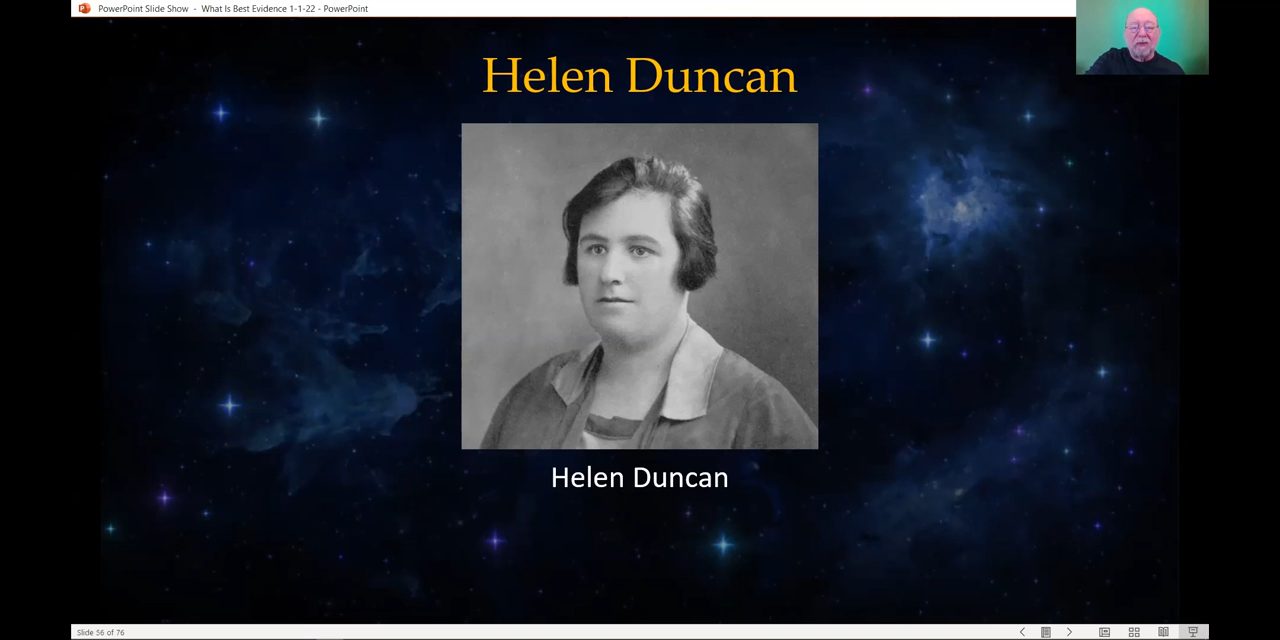 PowerPoint Slide Show - What Is Best Evidence 1-1-22 - PowerPoint
Helen Duncan
Helen Duncan
Slide 56 of 76